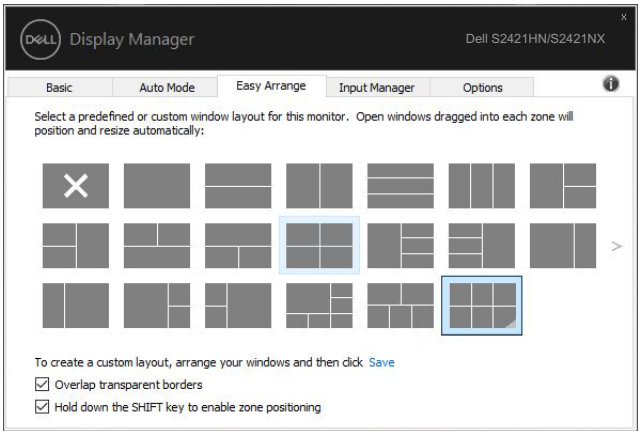 x
DELL Display Manager Dell S2421HN/S2421NX
Basic Auto Mode Easy Arrange Input Manager Options
Select a predefined or custom window layout for this monitor. Open windows dragged into each zone will
position and resize automatically:
>
To create a custom layout, arrange your windows and then click Save
Overlap transparent borders
Hold down the SHIFT key to enable zone positioning